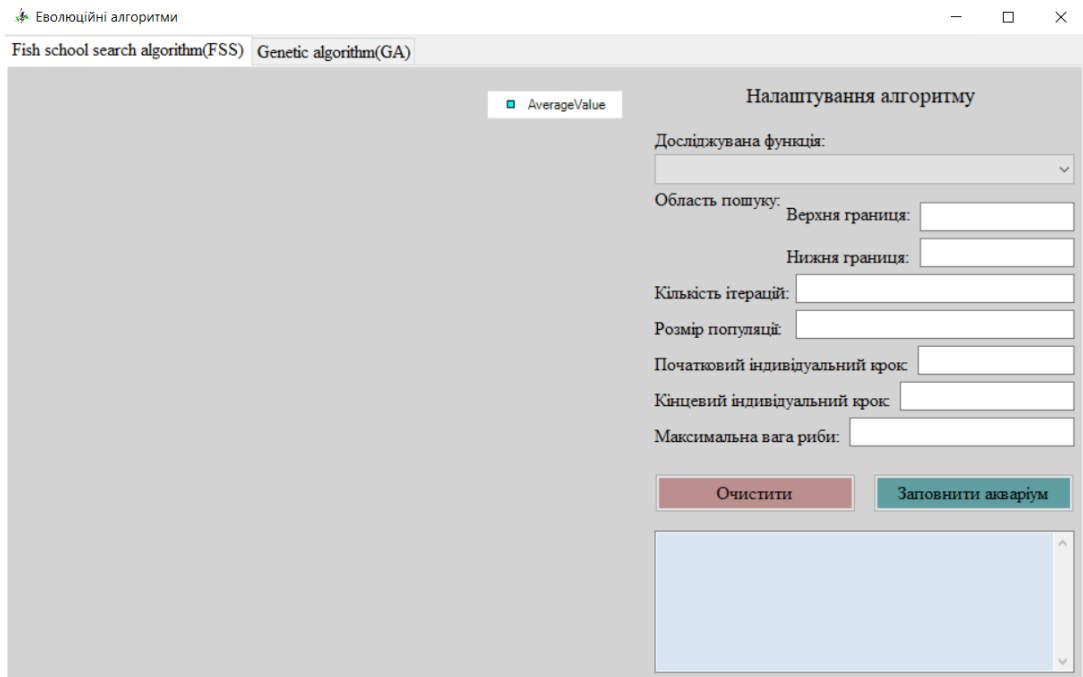 Еволюційні алгоритми
Fish school search algorithm(FSS)
Genetic algorithm(GA)
AverageValue
Налаштування алгоритму
Досліджувана функція:
Область пошуку:
Верхня границя:
Нижня границя:
Кількість ітерацій:
Розмір популяції:
Початковий індивідуальний крок:
Кінцевий індивідуальний крок:
Максимальна вага риби:
Очистити
Заповнити акваріум